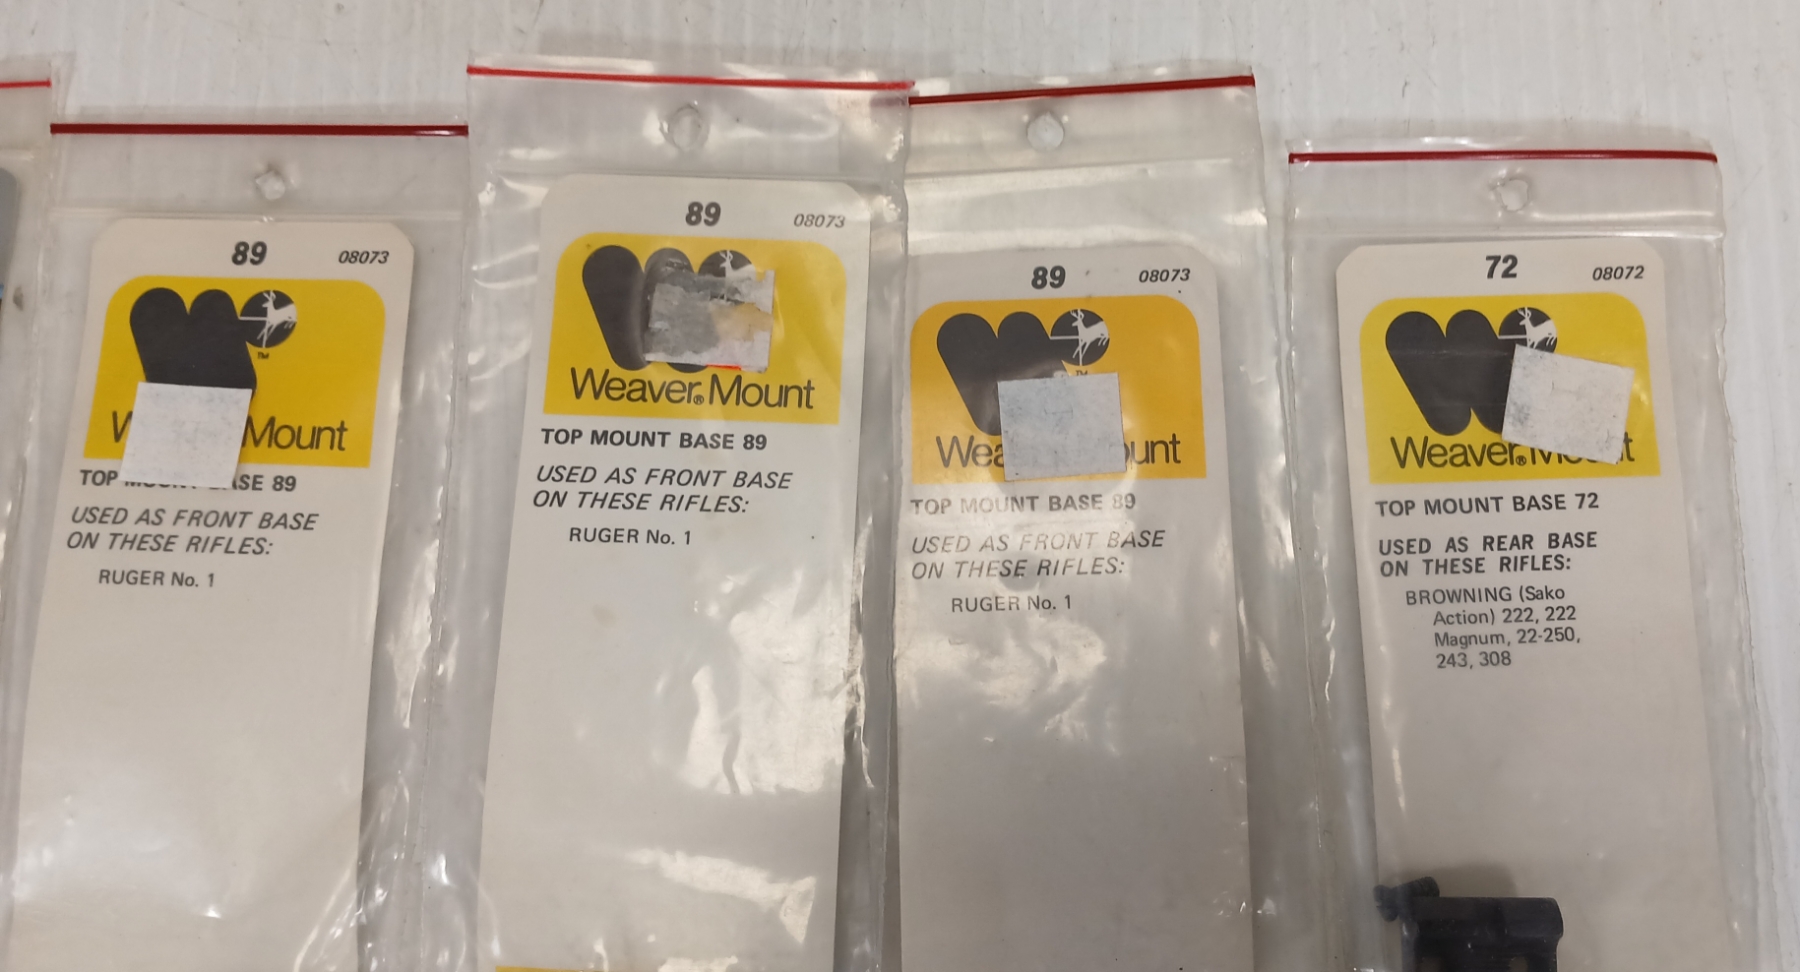 89 08073
TM
Mount
TOP MOUNT BASE 89
USED AS FRONT BASE
ON THESE RIFLES:
RUGER No. 1
89 08073
Weaver® Mount
TOP MOUNT BASE 89
USED AS FRONT BASE
ON THESE RIFLES:
RUGER No. 1
89 08073
TM
TOP MOUNT BASE 89
USED AS FRONT BASE
ON THESE RIFLES:
RUGER No. 1
72 08072
Weaver®
TOP MOUNT BASE 72
USED AS REAR BASE
ON THESE RIFLES:
BROWNING (Sako
Action) 222, 222
Magnum, 22-250,
243, 308